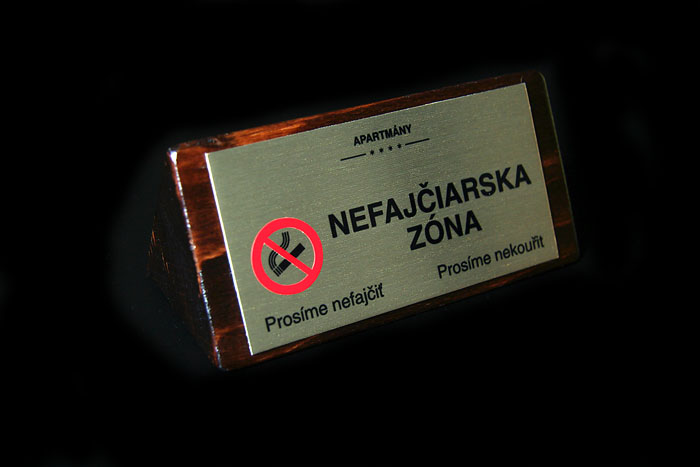 APARTMÁNY
****
NEFAJČIARSKA
ZÓNA
Prosíme nefajčiť
Prosíme nekouřit